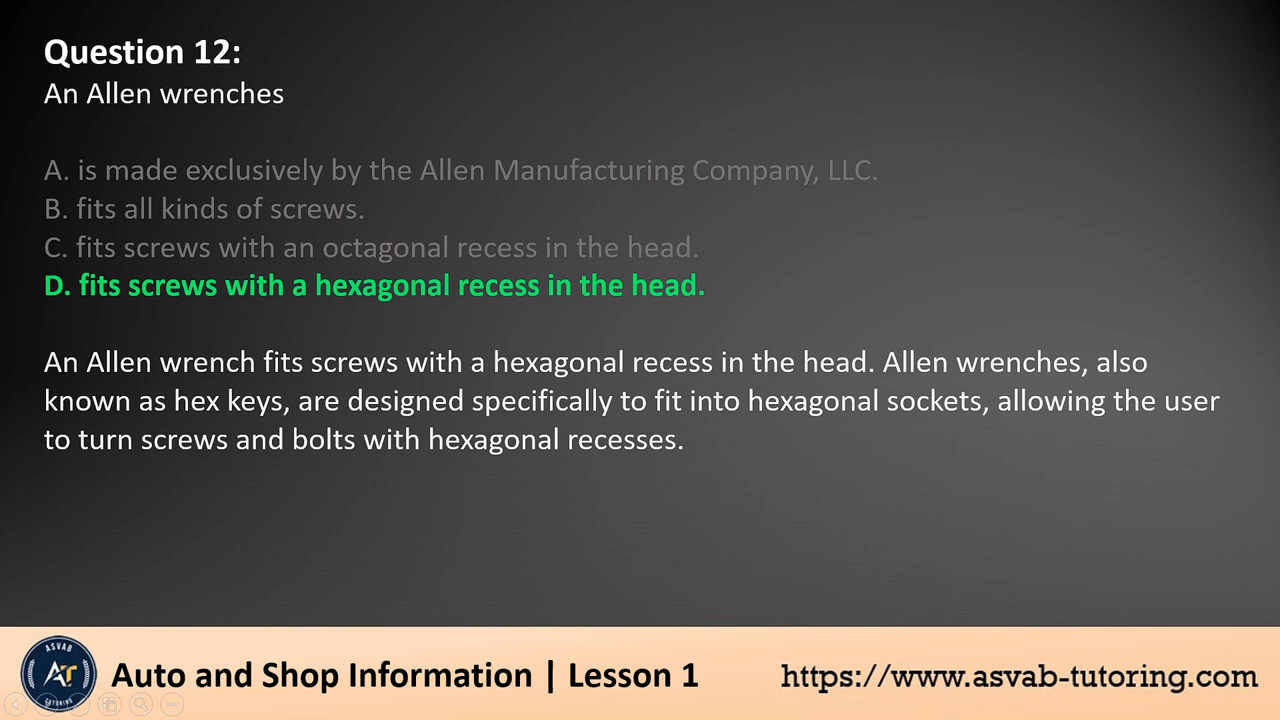 Question 12:
An Allen wrenches
A. is made exclusively by the Allen Manufacturing Company, LLC.
B. fits all kinds of screws.
C. fits screws with an octagonal recess in the head.
D. fits screws with a hexagonal recess in the head.
An Allen wrench fits screws with a hexagonal recess in the head. Allen wrenches, also
known as hex keys, are designed specifically to fit into hexagonal sockets, allowing the user
to turn screws and bolts with hexagonal recesses.
ASVAB
AT
TUTORING
Auto and Shop Information | Lesson 1
https://www.asvab-tutoring.com